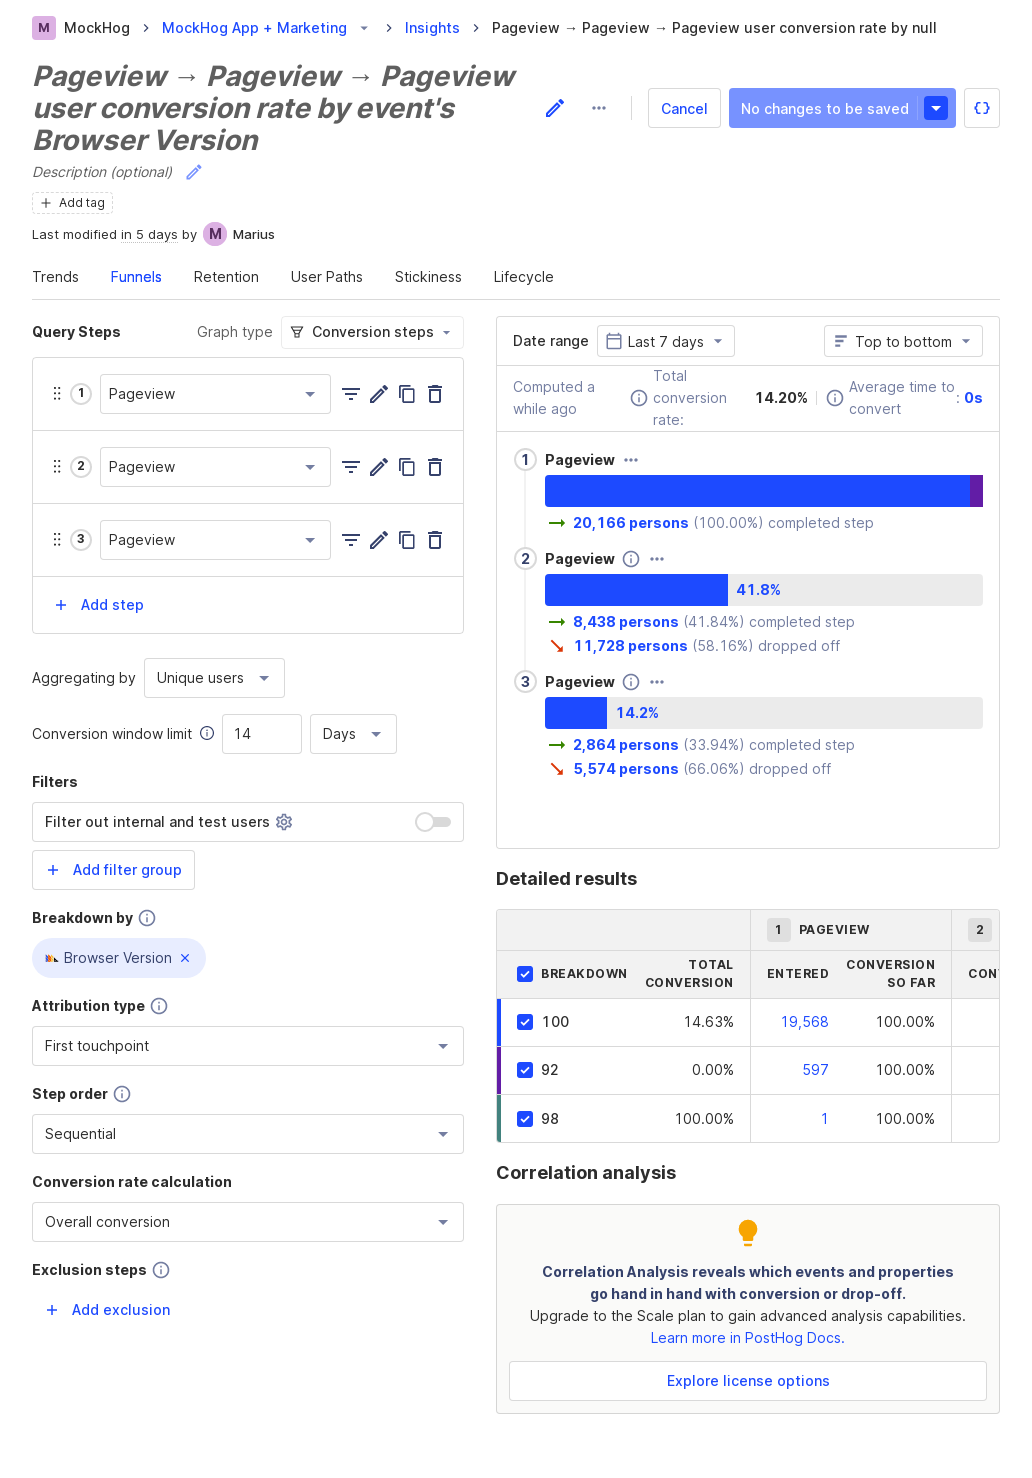 M MockHog MockHog App + Marketing Insights Pageview → Pageview → Pageview user conversion rate by null
Pageview → Pageview → Pageview
user conversion rate by event's
Browser Version
Cancel No changes to be saved
Description (optional)
Add tag
Last modified in 5 days by M Marius
Trends Funnels Retention User Paths Stickiness Lifecycle
Query Steps Graph type Conversion steps
1 Pageview
2 Pageview
3 Pageview
Add step
Aggregating by Unique users
Conversion window limit 14 Days
Filters
Filter out internal and test users
Add filter group
Breakdown by
Browser Version
Attribution type
First touchpoint
Step order
Sequential
Conversion rate calculation
Overall conversion
Exclusion steps
Add exclusion
Date range Last 7 days Top to bottom
Computed a while ago Total conversion rate: 14.20% Average time to convert : 0s
1 Pageview
20,166 persons (100.00%) completed step
2 Pageview
41.8%
8,438 persons (41.84%) completed step
11,728 persons (58.16%) dropped off
3 Pageview
14.2%
2,864 persons (33.94%) completed step
5,574 persons (66.06%) dropped off
Detailed results
1 PAGEVIEW 2
BREAKDOWN TOTAL CONVERSION ENTERED CONVERSION SO FAR
100 14.63% 19,568 100.00%
92 0.00% 597 100.00%
98 100.00% 1 100.00%
Correlation analysis
Correlation Analysis reveals which events and properties
go hand in hand with conversion or drop-off.
Upgrade to the Scale plan to gain advanced analysis capabilities.
Learn more in PostHog Docs.
Explore license options